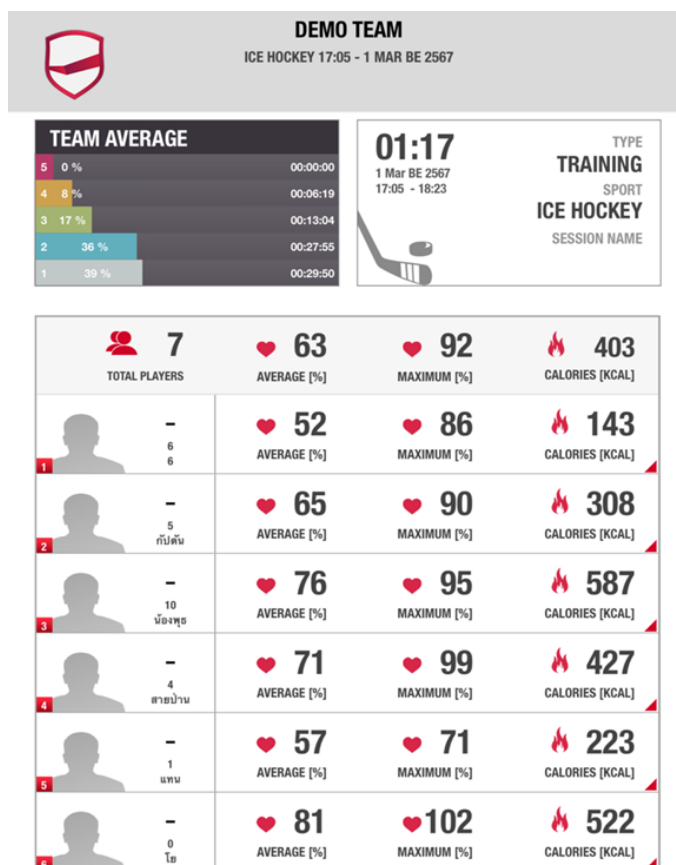 DEMO TEAM
ICE HOCKEY 17:05 - 1 MAR BE 2567
TEAM AVERAGE
5 0 % 00:00:00
4 8 % 00:06:19
3 17 % 00:13:04
2 36 % 00:27:55
1 39 % 00:29:50
01:17
1 Mar BE 2567
17:05 - 18:23
TYPE
TRAINING
SPORT
ICE HOCKEY
SESSION NAME
7 63 92 403
TOTAL PLAYERS AVERAGE [%] MAXIMUM [%] CALORIES [KCAL]
- 52 86 143
6 AVERAGE [%] MAXIMUM [%] CALORIES [KCAL]
1 6
- 65 90 308
5 AVERAGE [%] MAXIMUM [%] CALORIES [KCAL]
2 กัปตัน
- 76 95 587
10 AVERAGE [%] MAXIMUM [%] CALORIES [KCAL]
3 น้องพุธ
- 71 99 427
4 AVERAGE [%] MAXIMUM [%] CALORIES [KCAL]
4 สายป่าน
- 57 71 223
1 AVERAGE [%] MAXIMUM [%] CALORIES [KCAL]
5 แทน
- 81 102 522
0 AVERAGE [%] MAXIMUM [%] CALORIES [KCAL]
6 โย